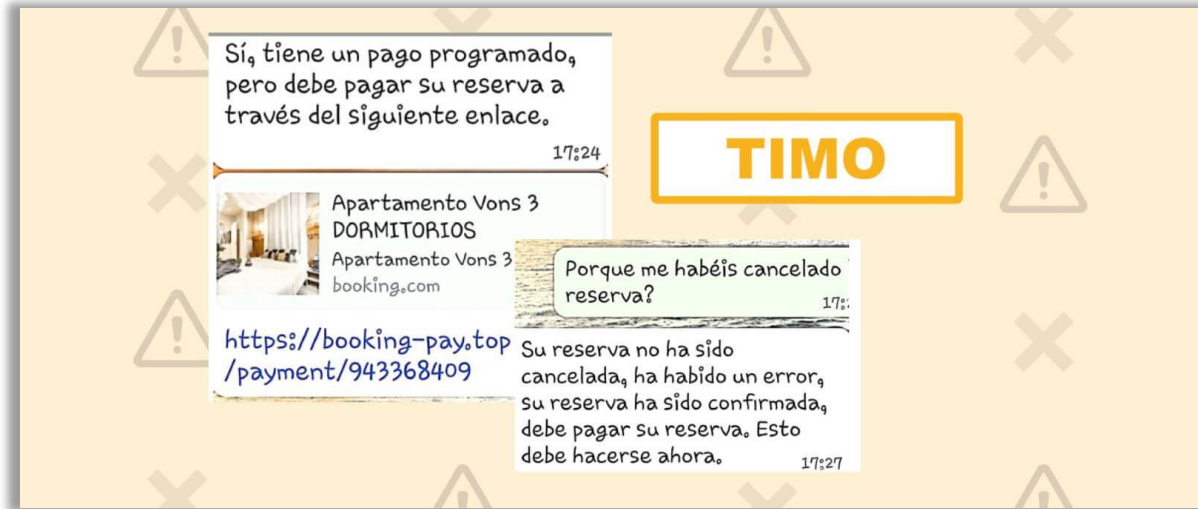 Sí, tiene un pago programado,
pero debe pagar su reserva a
través del siguiente enlace.
17:24
Apartamento Vons 3
DORMITORIOS
Apartamento Vons 3
booking.com
https://booking-pay.top
/payment/943368409
TIMO
Porque me habéis cancelado
reserva?
Su reserva no ha sido
cancelada, ha habido un error,
su reserva ha sido confirmada,
debe pagar su reserva. Esto
debe hacerse ahora.
17:27